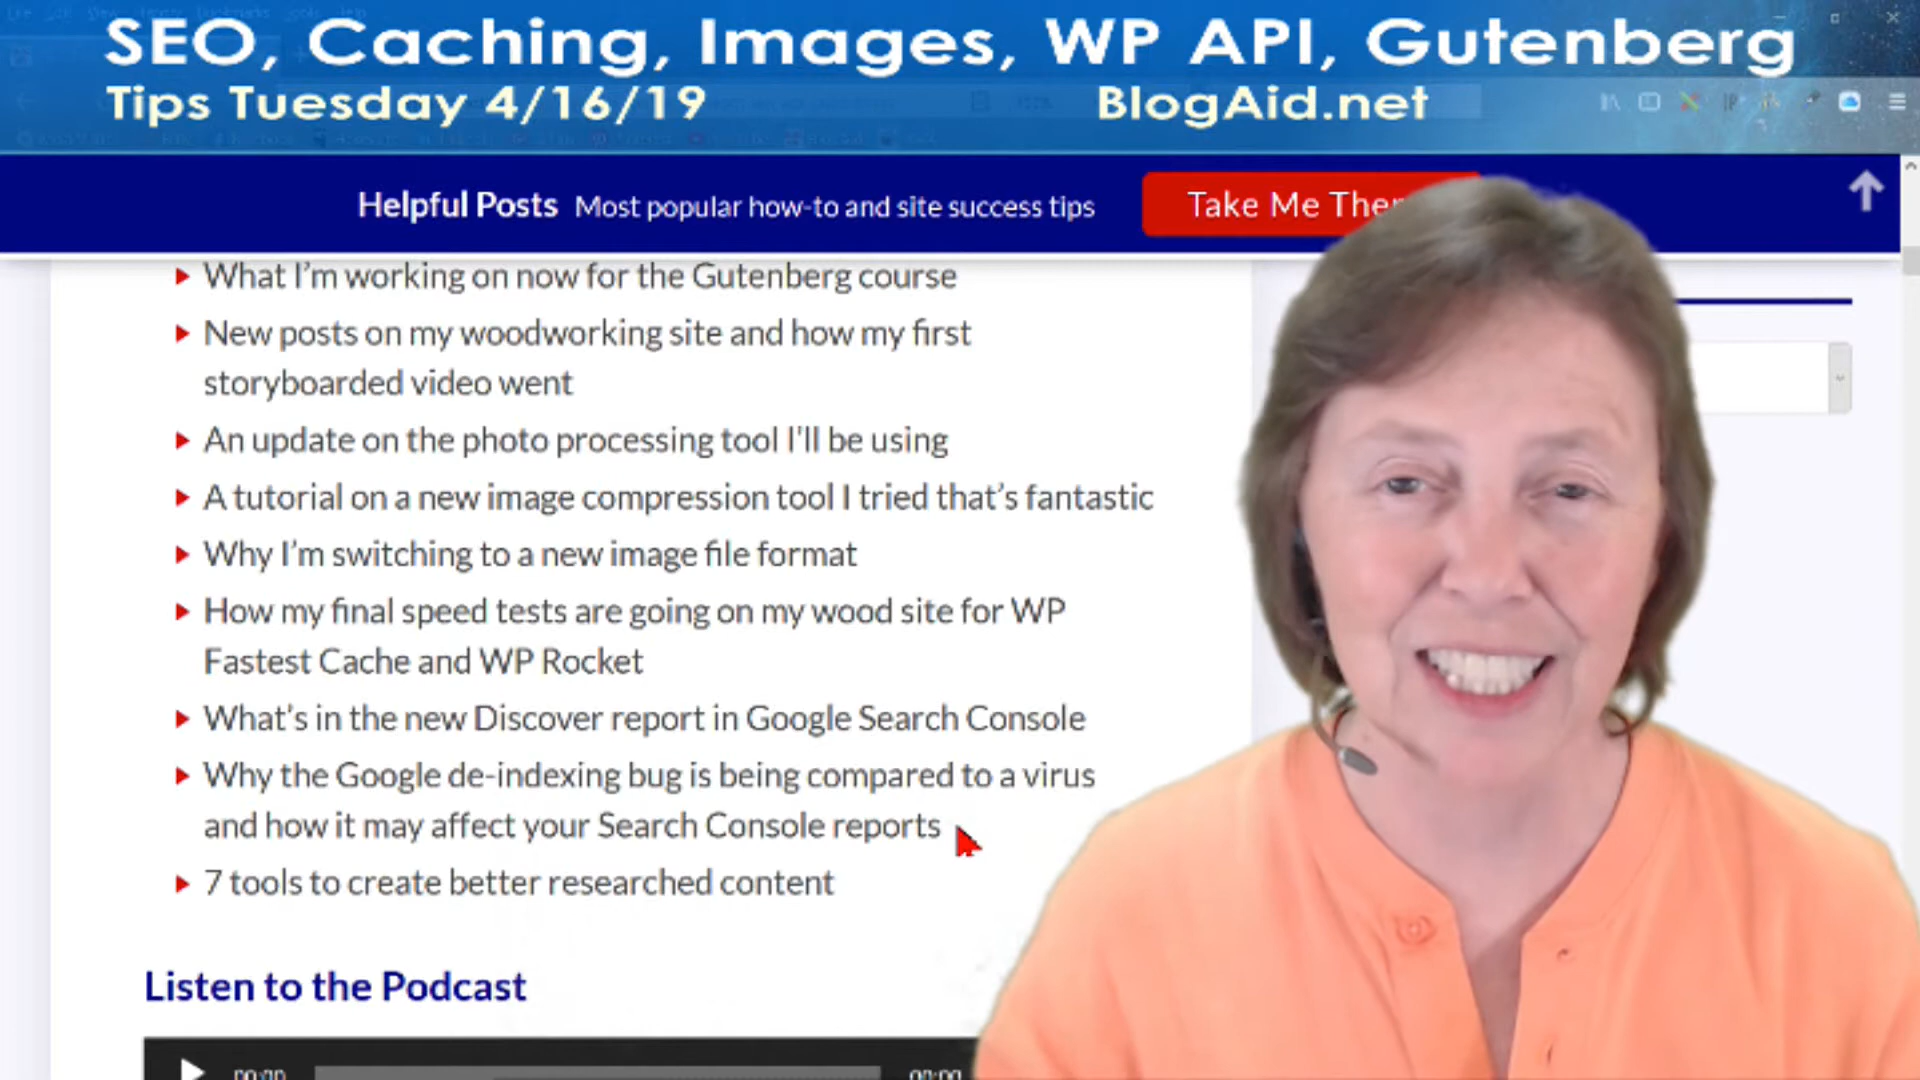 SEO, Caching, Images, WP API, Gutenberg
Tips Tuesday 4/16/19 BlogAid.net
Helpful Posts Most popular how-to and site success tips Take Me
What I'm working on now for the Gutenberg course
New posts on my woodworking site and how my first
storyboarded video went
An update on the photo processing tool I'll be using
A tutorial on a new image compression tool I tried that's fantastic
Why I'm switching to a new image file format
How my final speed tests are going on my wood site for WP
Fastest Cache and WP Rocket
What's in the new Discover report in Google Search Console
Why the Google de-indexing bug is being compared to a virus
and how it may affect your Search Console reports
7 tools to create better researched content
Listen to the Podcast
00:00 00:00